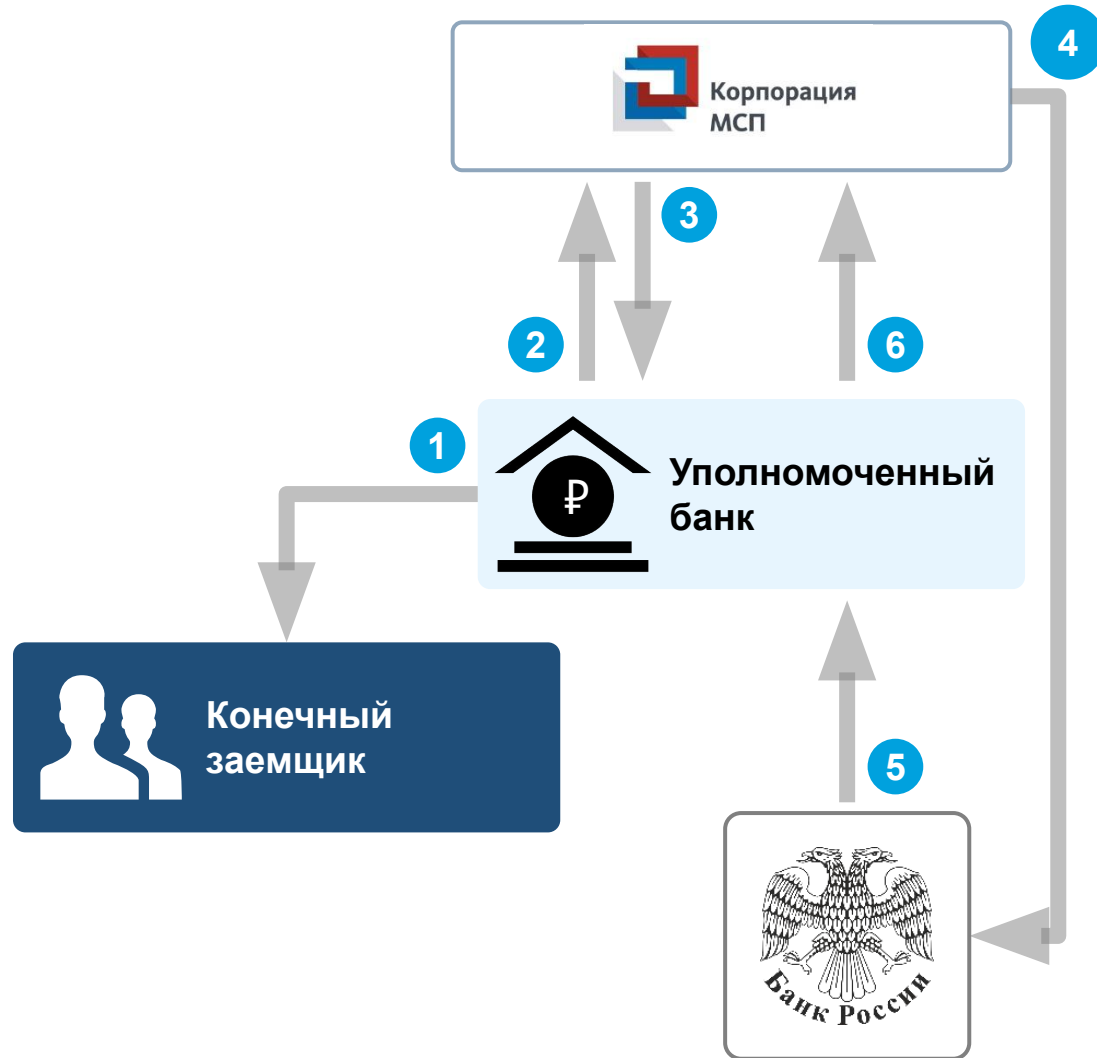 4
Корпорация
МСП
3
2
6
1
₽
Уполномоченный
банк
Конечный
заемщик
5
Банк России